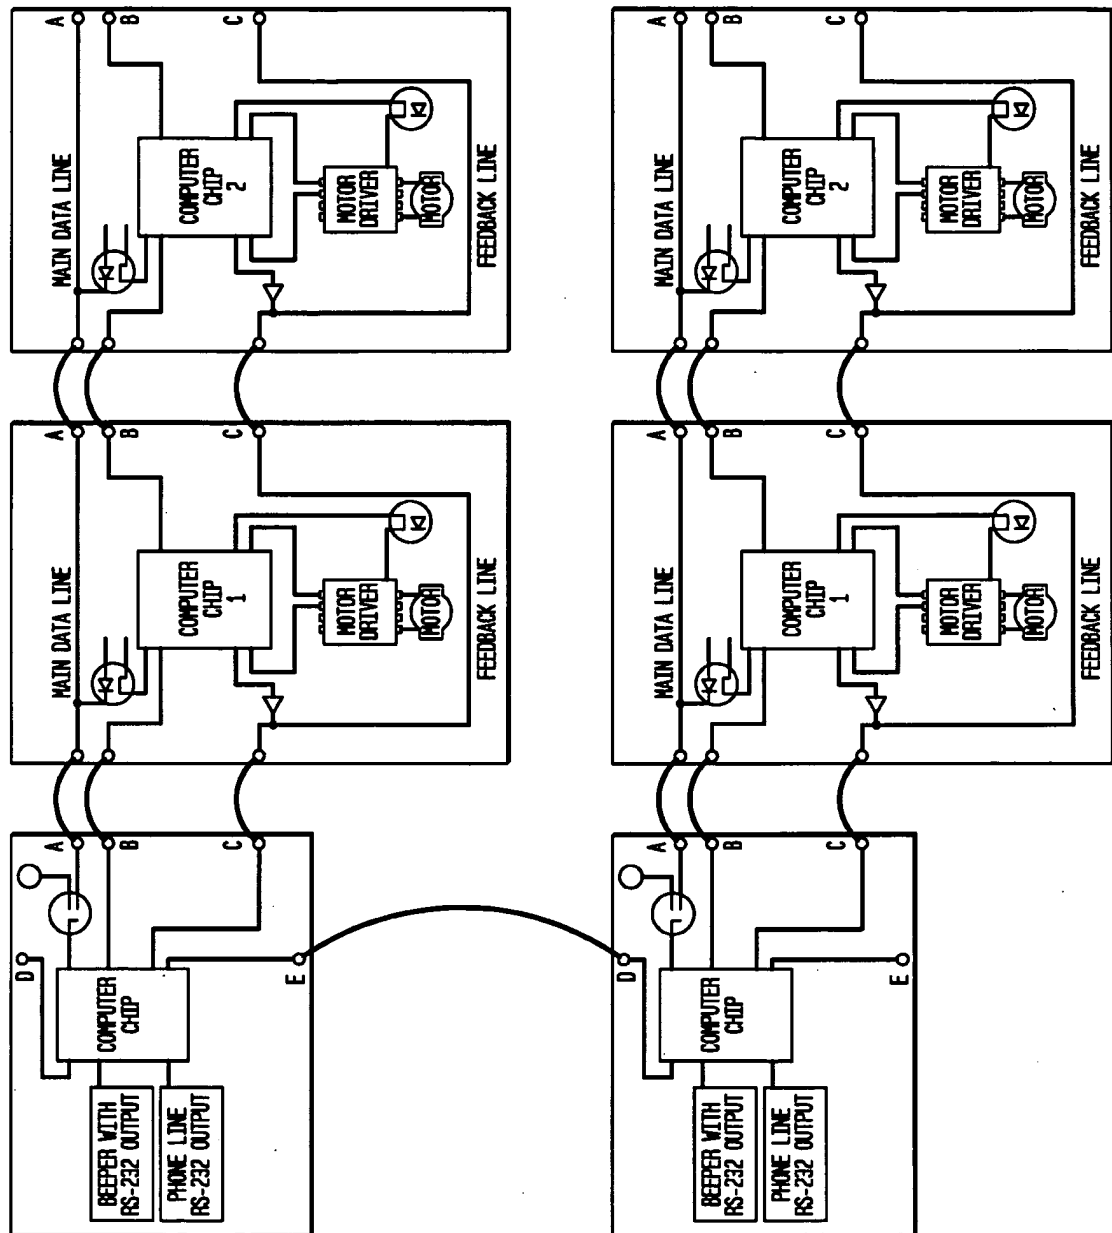 A
B
C
MAIN DATA LINE
COMPUTER
CHIP
2
MOTOR
DRIVER
MOTOR
FEEDBACK LINE
A
B
C
MAIN DATA LINE
COMPUTER
CHIP
2
MOTOR
DRIVER
MOTOR
FEEDBACK LINE
A
B
C
MAIN DATA LINE
COMPUTER
CHIP
1
MOTOR
DRIVER
MOTOR
FEEDBACK LINE
A
B
C
MAIN DATA LINE
COMPUTER
CHIP
1
MOTOR
DRIVER
MOTOR
FEEDBACK LINE
A
B
C
D
E
COMPUTER
CHIP
BEEPER WITH
RS-232 OUTPUT
PHONE LINE
RS-232 OUTPUT
A
B
C
D
E
COMPUTER
CHIP
BEEPER WITH
RS-232 OUTPUT
PHONE LINE
RS-232 OUTPUT